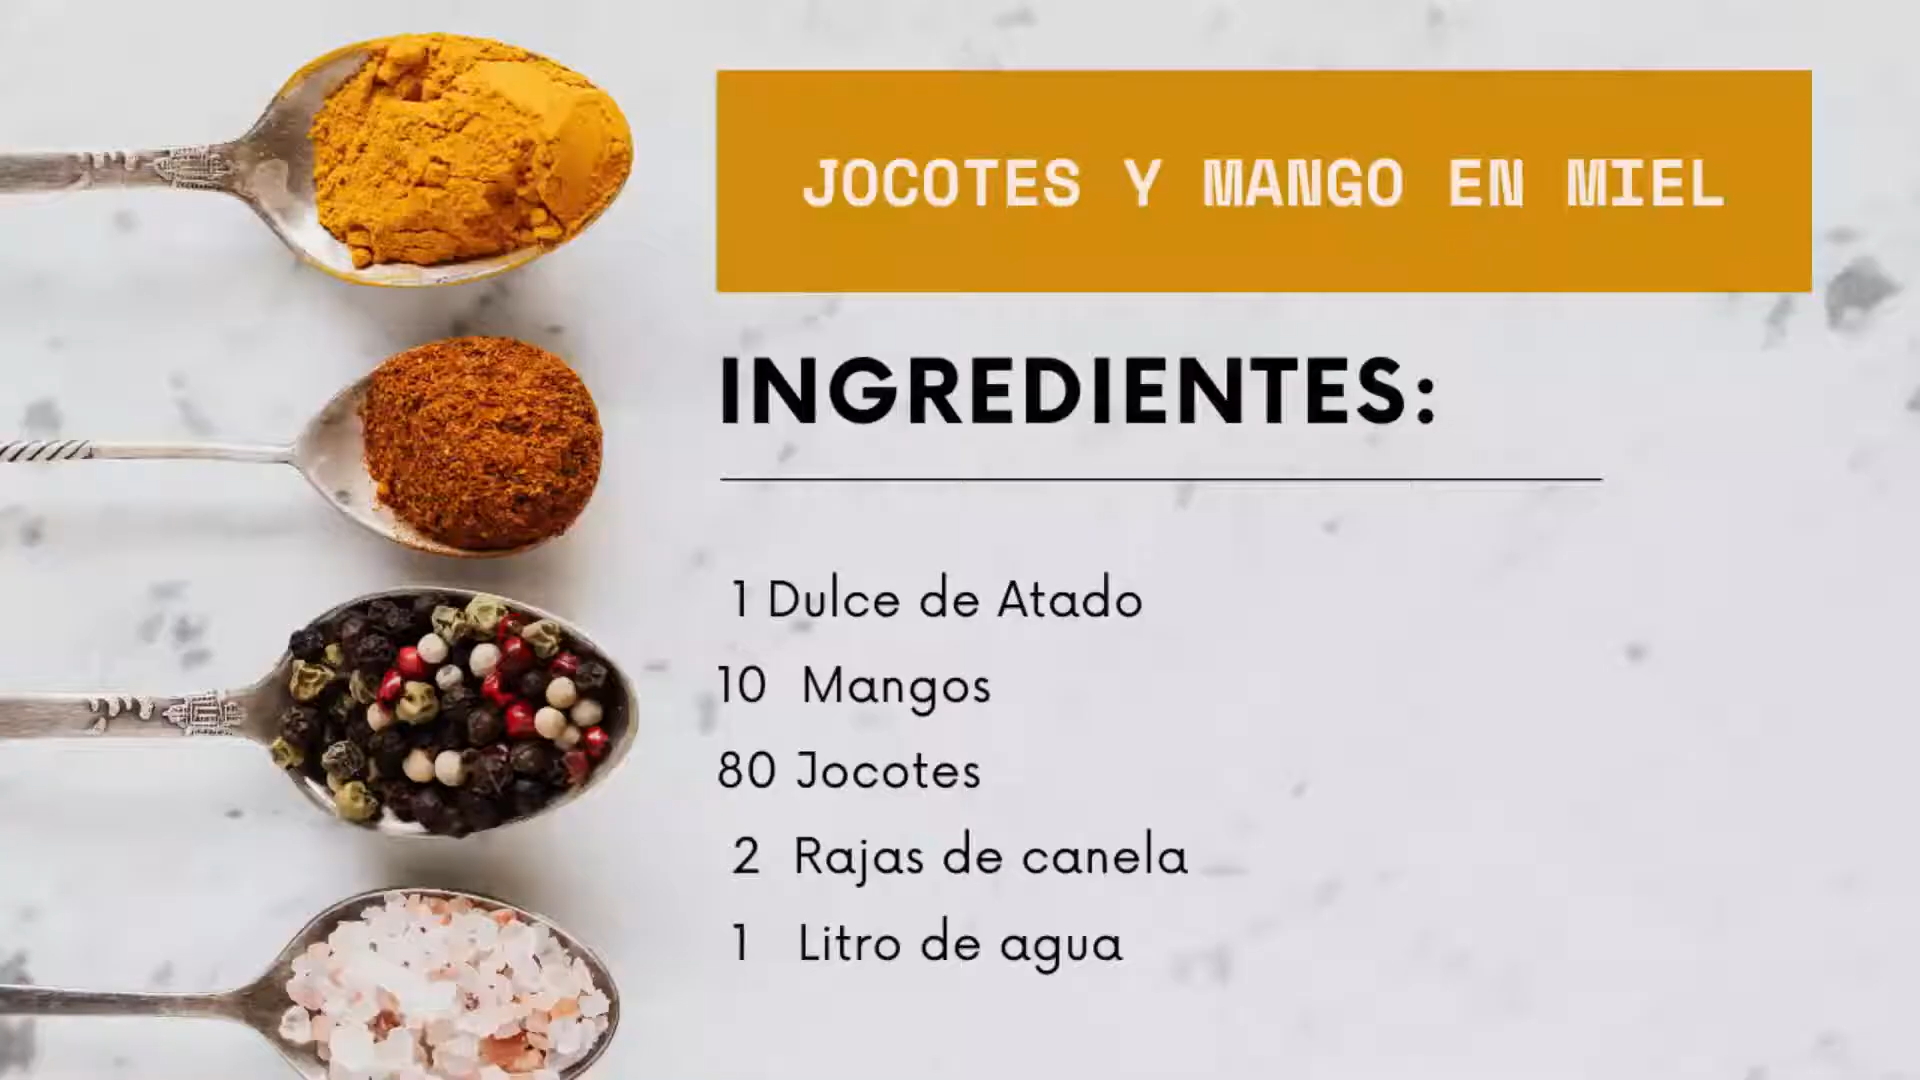 JOCOTES Y MANGO EN MIEL
INGREDIENTES:
1 Dulce de Atado
10 Mangos
80 Jocotes
2 Rajas de canela
1 Litro de agua